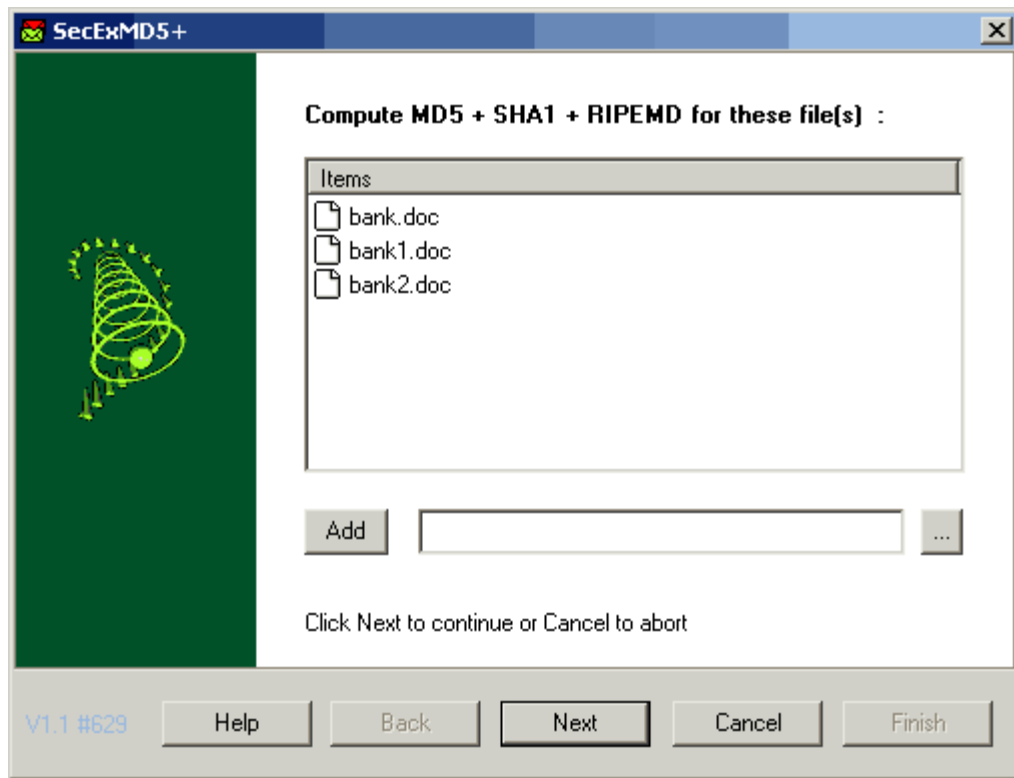 SecExMD5+
Compute MD5 + SHA1 + RIPEMD for these file(s) :
Items
bank.doc
bank1.doc
bank2.doc
Add ...
Click Next to continue or Cancel to abort
V1.1 #629 Help Back Next Cancel Finish